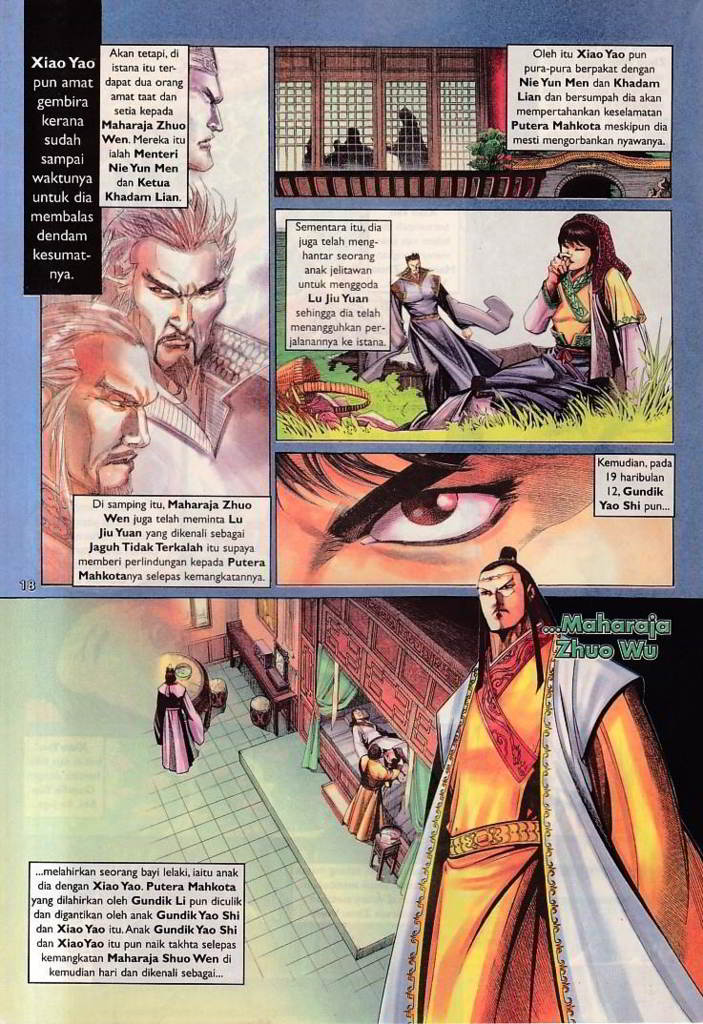 Xiao Yao
pun amat
gembira
kerana
sudah
sampai
waktunya
untuk dia
membalas
dendam
kesumat-
nya.
Akan tetapi, di
istana itu ter-
dapat dua orang
amat taat dan
setia kepada
Maharaja Zhuo
Wen. Mereka itu
ialah Menteri
Nie Yun Men
dan Ketua
Khadam Lian.
Oleh itu Xiao Yao pun
pura-pura berpakat dengan
Nie Yun Men dan Khadam
Lian dan bersumpah dia akan
mempertahankan keselamatan
Putera Mahkota meskipun dia
mesti mengorbankan nyawanya.
Sementara itu, dia
juga telah meng-
hantar seorang
anak jelitawan
untuk menggoda
Lu Jiu Yuan
sehingga dia telah
menangguhkan per-
jalanannya ke istana.
Di samping itu, Maharaja Zhuo
Wen juga telah meminta Lu
Jiu Yuan yang dikenali sebagai
Jaguh Tidak Terkalah itu supaya
memberi perlindungan kepada Putera
Mahkotanya selepas kemangkatannya.
Kemudian, pada
19 haribulan
12, Gundik
Yao Shi pun...
18
...melahirkan seorang bayi lelaki, iaitu anak
dia dengan Xiao Yao. Putera Mahkota
yang dilahirkan oleh Gundik Li pun diculik
dan digantikan oleh anak Gundik Yao Shi
dan Xiao Yao itu. Anak Gundik Yao Shi
dan Xiao Yao itu pun naik takhta selepas
kemangkatan Maharaja Shuo Wen di
kemudian hari dan dikenali sebagai...
...Maharaja
Zhuo Wu